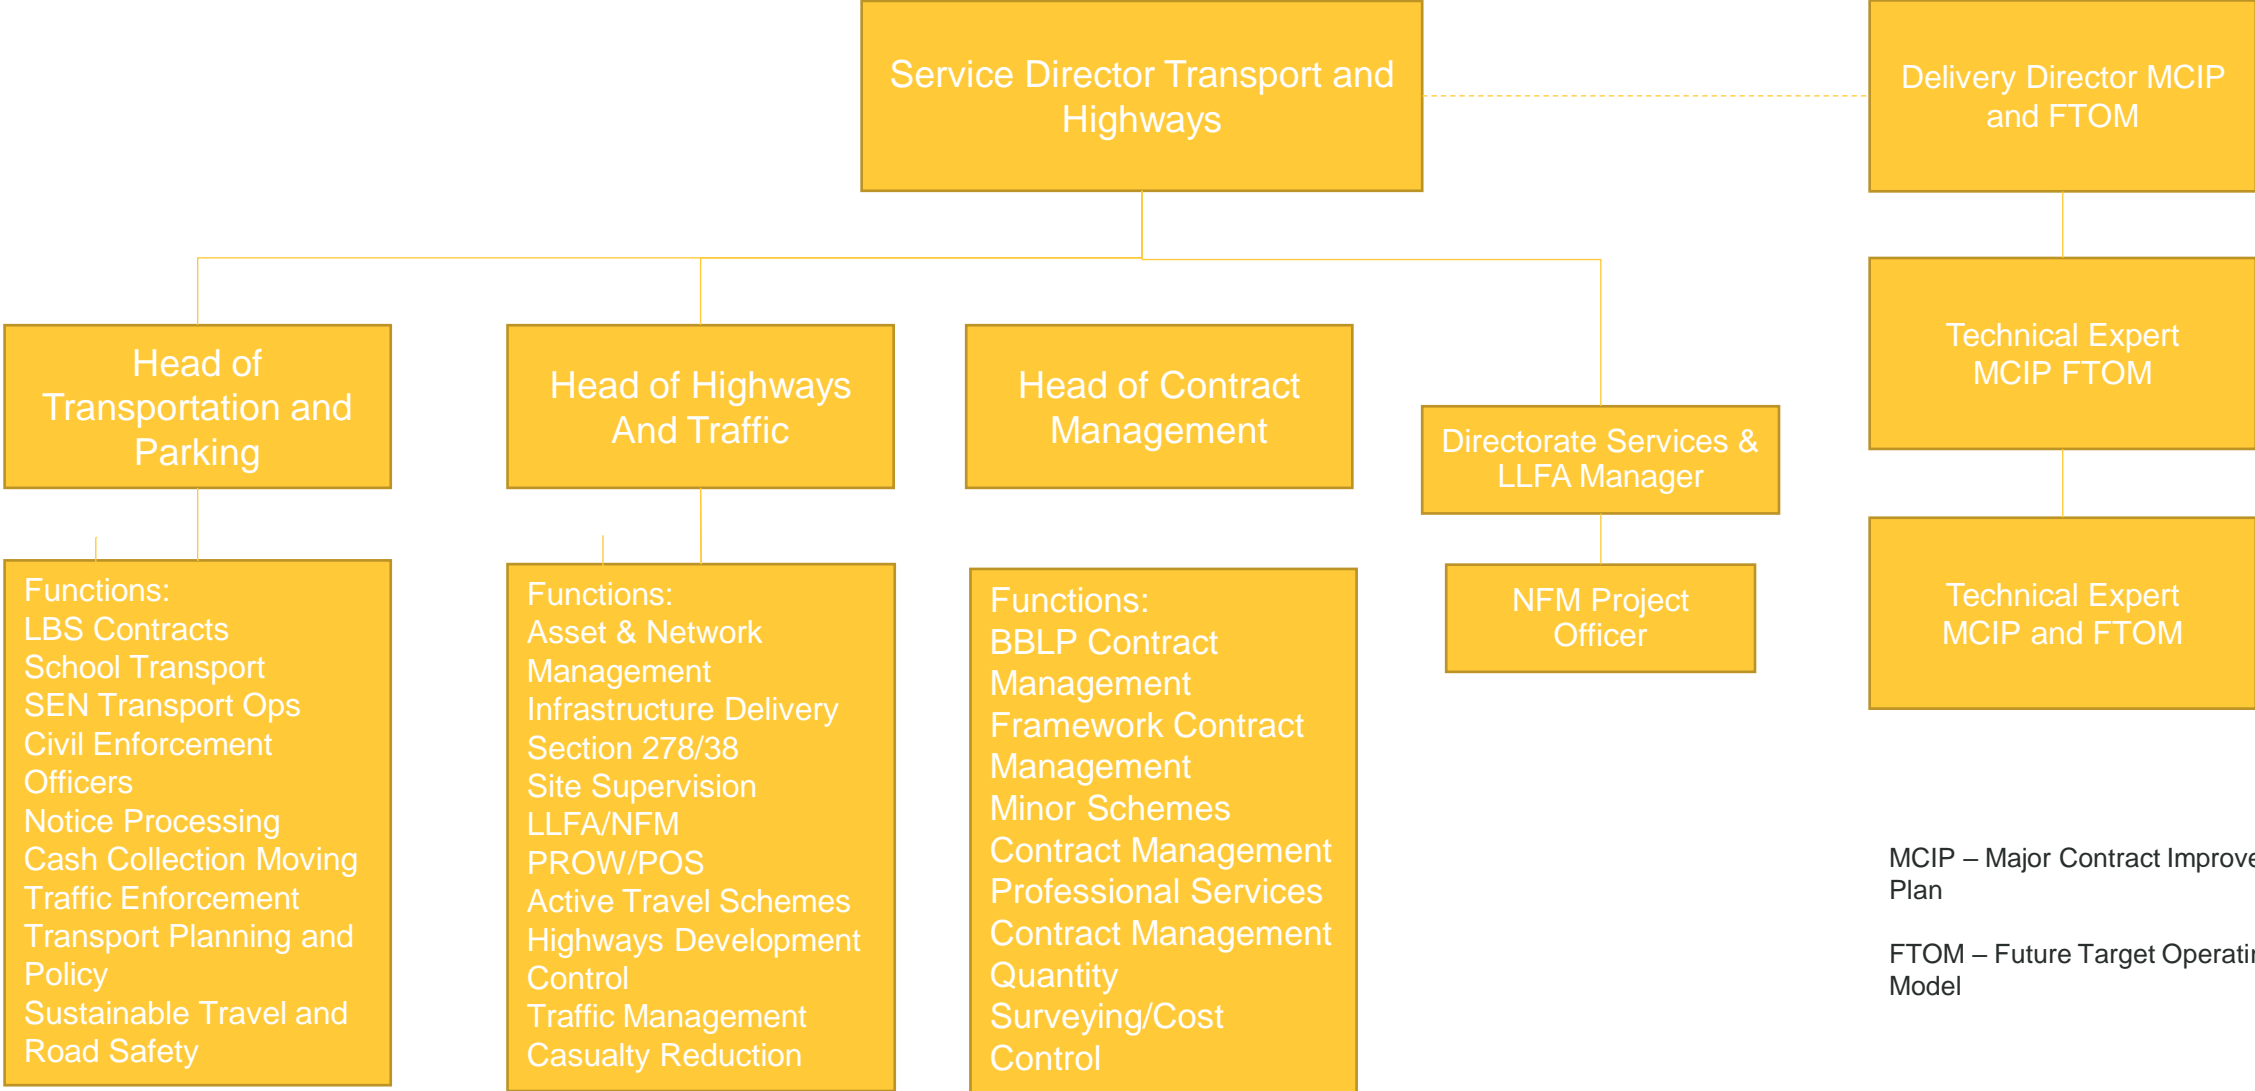 Service Director Transport and
Highways
Delivery Director MCIP
and FTOM
Head of
Transportation and
Parking
Head of Highways
And Traffic
Head of Contract
Management
Directorate Services &
LLFA Manager
Technical Expert
MCIP FTOM
Functions:
LBS Contracts
School Transport
SEN Transport Ops
Civil Enforcement
Officers
Notice Processing
Cash Collection Moving
Traffic Enforcement
Transport Planning and
Policy
Sustainable Travel and
Road Safety
Functions:
Asset & Network
Management
Infrastructure Delivery
Section 278/38
Site Supervision
LLFA/NFM
PROW/POS
Active Travel Schemes
Highways Development
Control
Traffic Management
Casualty Reduction
Functions:
BBLP Contract
Management
Framework Contract
Management
Minor Schemes
Contract Management
Professional Services
Contract Management
Quantity
Surveying/Cost
Control
NFM Project
Officer
Technical Expert
MCIP and FTOM
MCIP – Major Contract Improve
Plan
FTOM – Future Target Operatin
Model